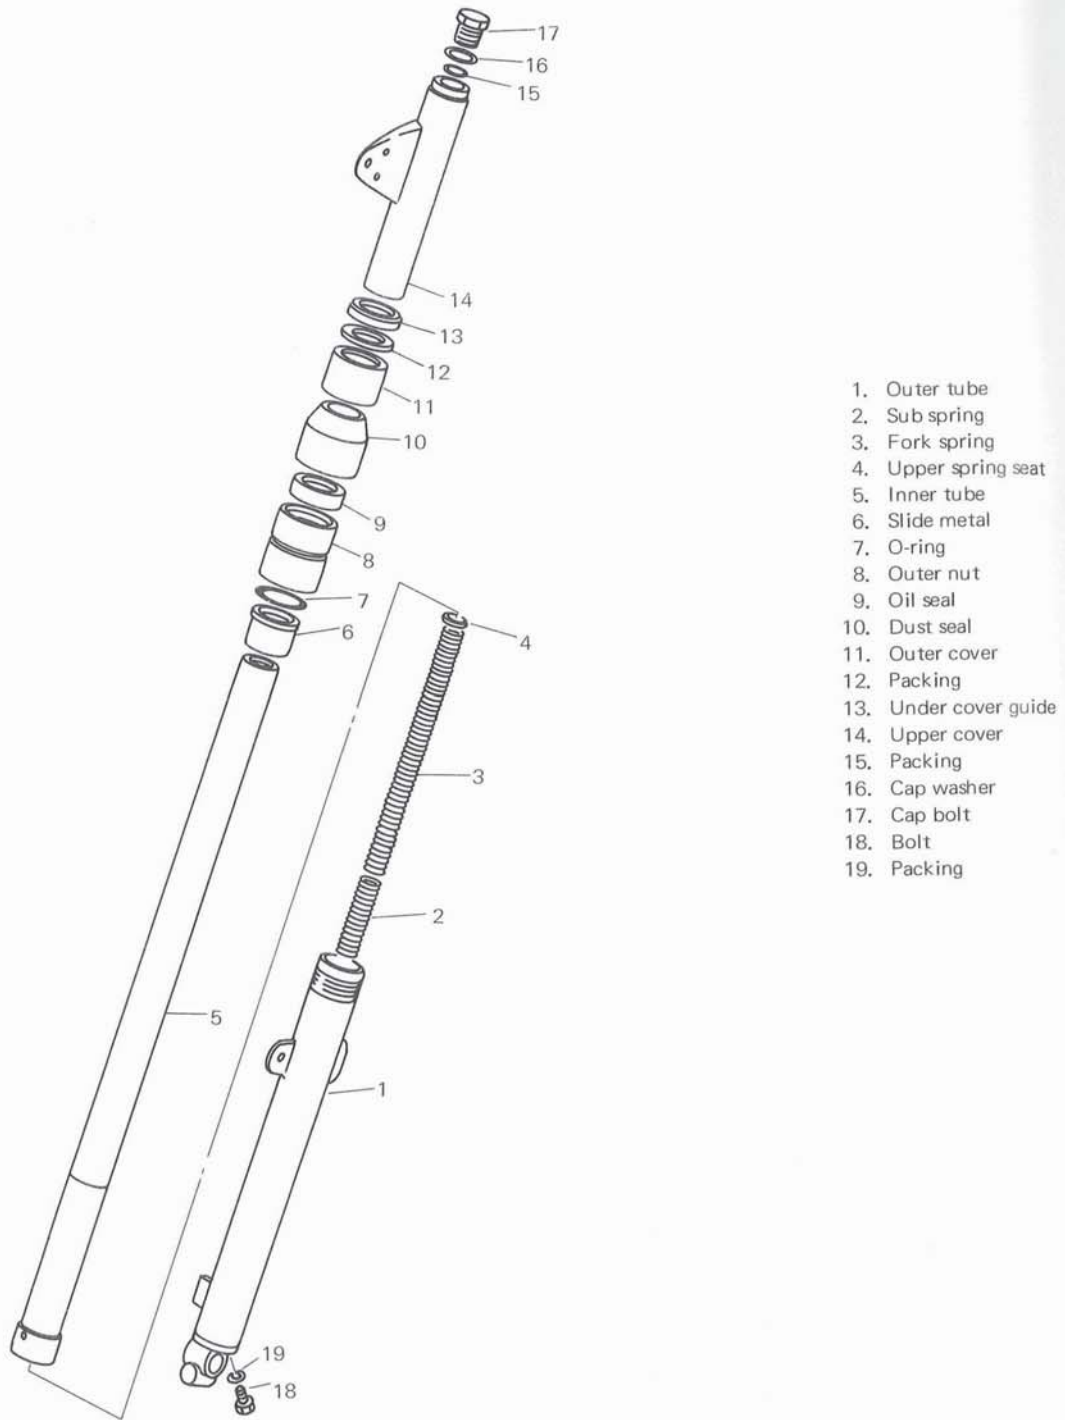 17
16
15
14
13
12
11
10
9
8
7
6
4
3
2
5
1
19
18
1. Outer tube
2. Sub spring
3. Fork spring
4. Upper spring seat
5. Inner tube
6. Slide metal
7. O-ring
8. Outer nut
9. Oil seal
10. Dust seal
11. Outer cover
12. Packing
13. Under cover guide
14. Upper cover
15. Packing
16. Cap washer
17. Cap bolt
18. Bolt
19. Packing